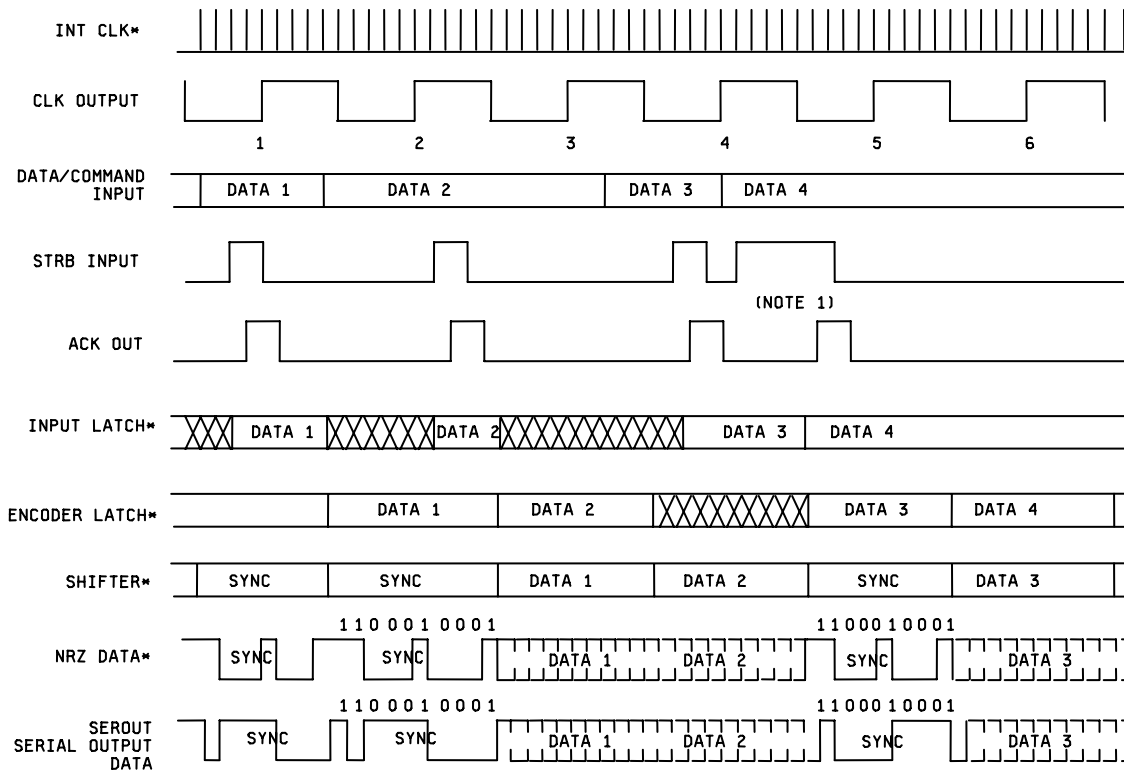 INT CLK*
CLK OUTPUT
1 2 3 4 5 6
DATA/COMMAND
INPUT
DATA 1 DATA 2 DATA 3 DATA 4
STRB INPUT
(NOTE 1)
ACK OUT
INPUT LATCH*
DATA 1 DATA 2 DATA 3 DATA 4
ENCODER LATCH*
DATA 1 DATA 2 DATA 3 DATA 4
SHIFTER*
SYNC SYNC DATA 1 DATA 2 SYNC DATA 3
1 1 0 0 0 1 0 0 0 1 1 1 0 0 0 1 0 0 0 1
NRZ DATA*
SYNC SYNC DATA 1 DATA 2 SYNC DATA 3
1 1 0 0 0 1 0 0 0 1 1 1 0 0 0 1 0 0 0 1
SEROUT
SERIAL OUTPUT
DATA
SYNC SYNC DATA 1 DATA 2 SYNC DATA 3